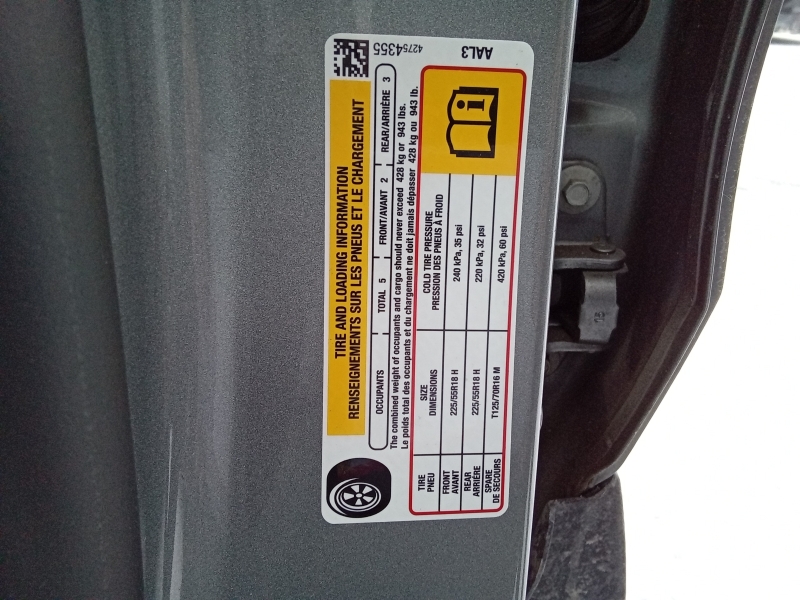 TIRE AND LOADING INFORMATION
RENSEIGNEMENTS SUR LES PNEUS ET LE CHARGEMENT
OCCUPANTS TOTAL 5 FRONT/AVANT 2 REAR/ARRIÈRE 3
The combined weight of occupants and cargo should never exceed 428 kg or 943 lbs.
Le poids total des occupants et du chargement ne doit jamais dépasser 428 kg ou 943 lb.
TIRE SIZE COLD TIRE PRESSURE
PNEU DIMENSIONS PRESSION DES PNEUS À FROID
FRONT
AVANT 225/55R18 H 240 kPa, 35 psi
REAR
ARRIÈRE 225/55R18 H 220 kPa, 32 psi
SPARE
DE SECOURS T125/70R16 M 420 kPa, 60 psi
i
42754355
AAL3